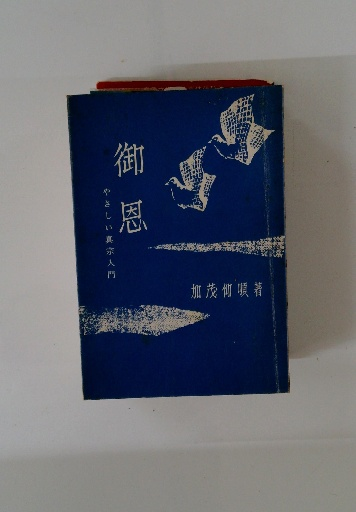 御恩
やさしい真宗入門
加茂仰順著